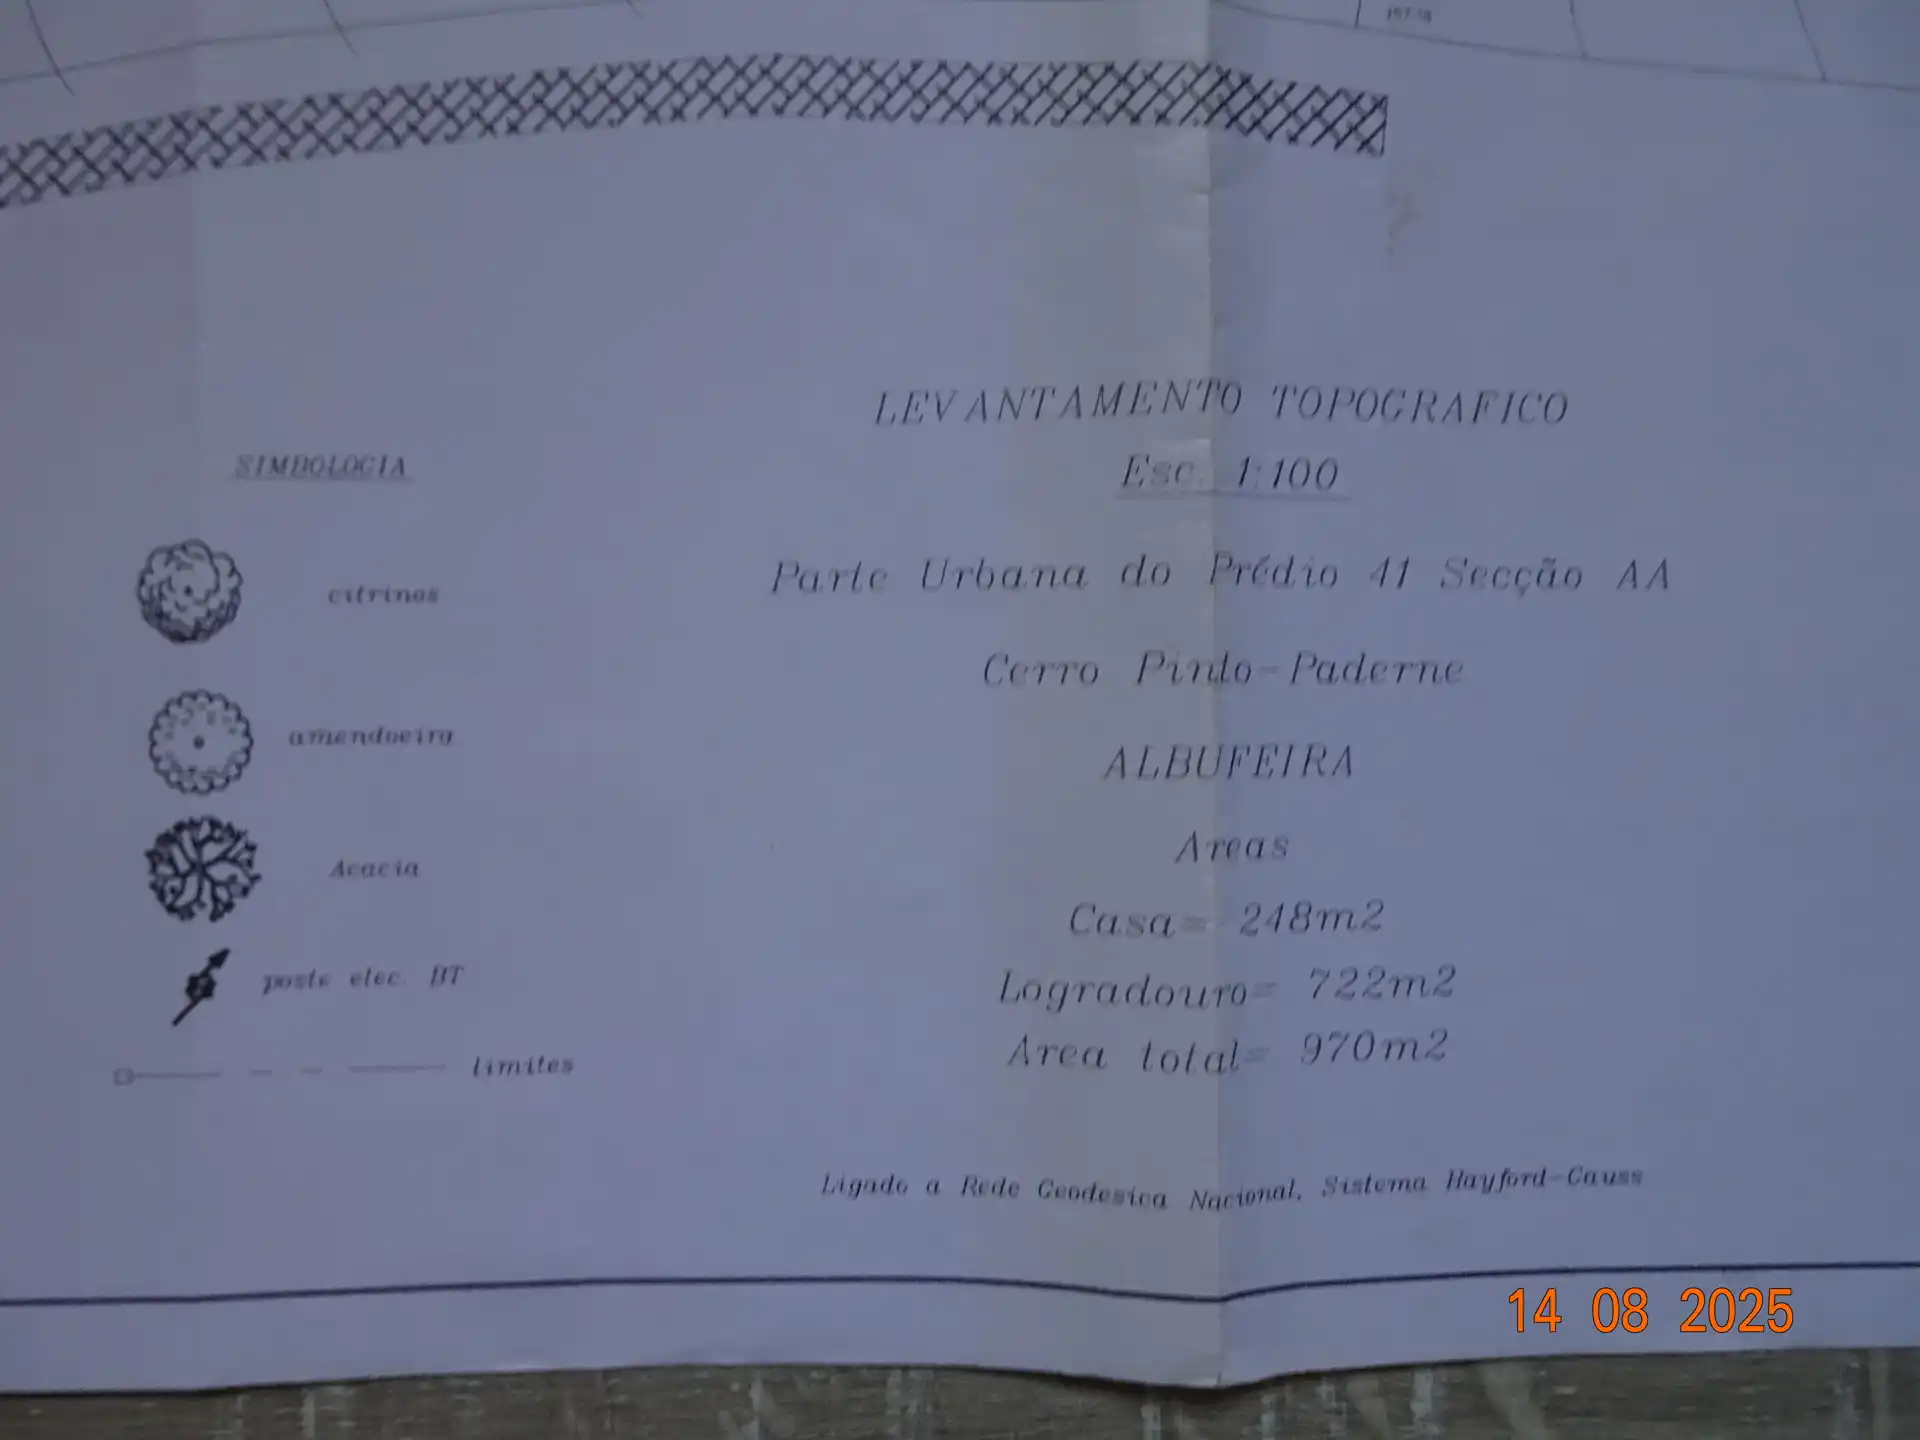 157.18
LEVANTAMENTO TOPOGRAFICO
Esc. 1:100
Parte Urbana do Prédio 41 Secção AA
Cerro Pinto-Paderne
ALBUFEIRA
Areas
Casa= 248m2
Logradouro= 722m2
Area total= 970m2
Ligado a Rede Geodesica Nacional, Sistema Hayford-Gauss
SIMBOLOGIA
citrinos
amendoeira
Acacia
poste elec. BT
limites
14 08 2025